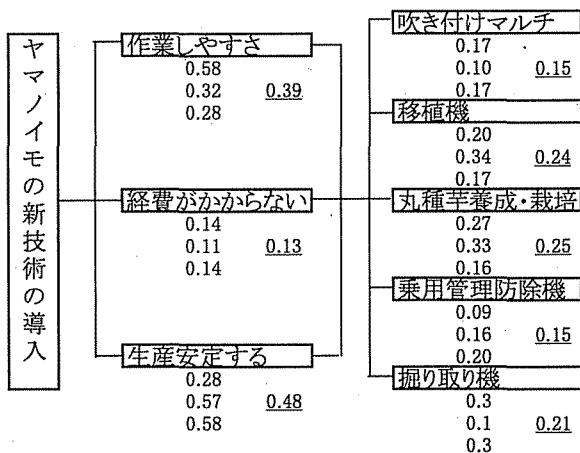 ヤマノイモの新技術の導入
作業しやすさ
0.58
0.32 0.39
0.28
経費がかからない
0.14
0.11 0.13
0.14
生産安定する
0.28
0.57 0.48
0.58
吹き付けマルチ
0.17
0.10 0.15
0.17
移植機
0.20
0.34 0.24
0.17
丸種芋養成・栽培
0.27
0.33 0.25
0.16
乗用管理防除機
0.09
0.16 0.15
0.20
掘り取り機
0.3
0.1 0.21
0.3